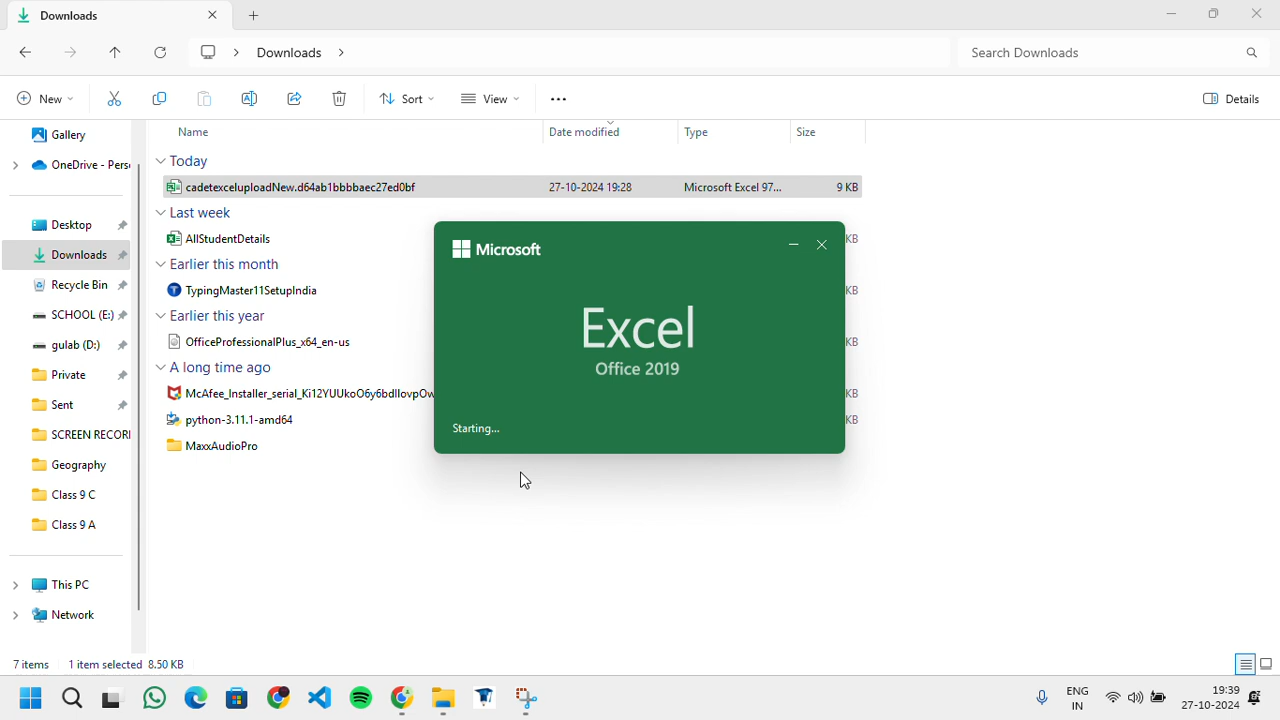 Downloads
Downloads
Search Downloads
New
Sort
View
Details
Gallery
OneDrive - Pers
Desktop
Downloads
Recycle Bin
SCHOOL (E:)
gulab (D:)
Private
Sent
SCREEN RECORI
Geography
Class 9 C
Class 9 A
This PC
Network
Name Date modified Type Size
Today
cadetexceluploadNew.d64ab1bbbbaec27ed0bf 27-10-2024 19:28 Microsoft Excel 97... 9 KB
Last week
AllStudentDetails KB
Earlier this month
TypingMaster11SetupIndia KB
Earlier this year
OfficeProfessionalPlus_x64_en-us KB
A long time ago
KB
python-3.11.1-amd64 KB
MaxxAudioPro
Microsoft
Excel
Office 2019
Starting...
7 items 1 item selected 8.50 KB
ENG
IN
19:39
27-10-2024